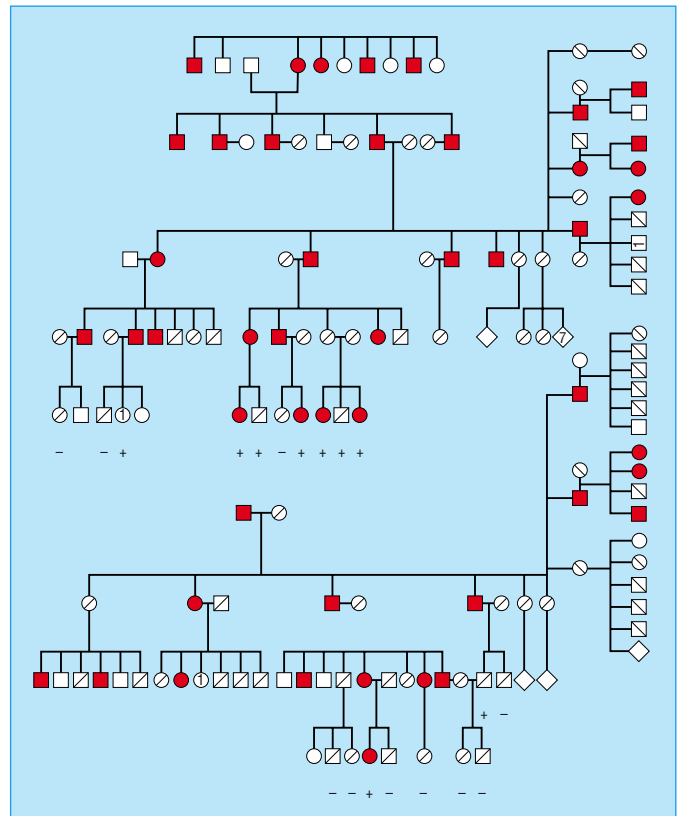 1
7
1
− − +
+ + − + + + +
1
+ −
− − + − − − −